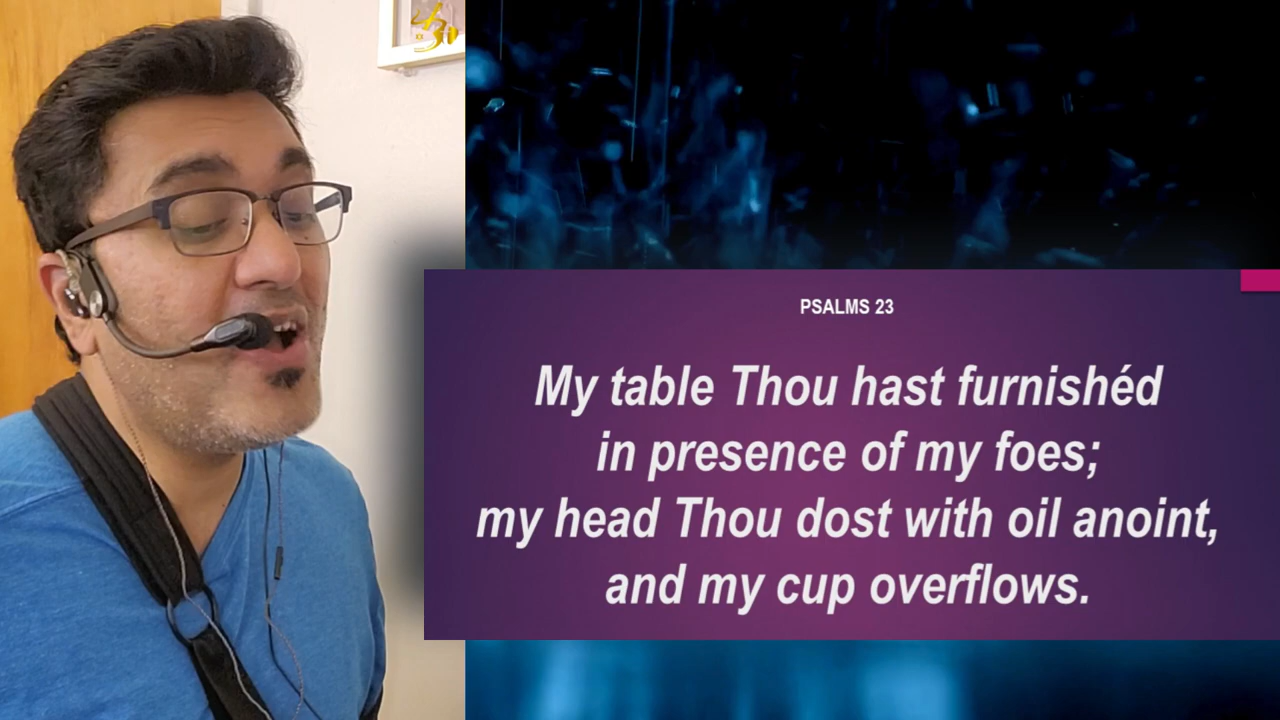 PSALMS 23
My table Thou hast furnishéd
in presence of my foes;
my head Thou dost with oil anoint,
and my cup overflows.